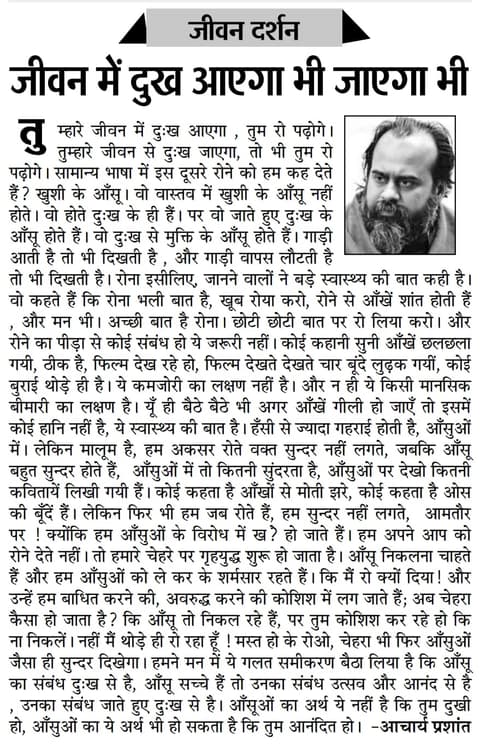 जीवन दर्शन
जीवन में दुख आएगा भी जाएगा भी
तुम्हारे जीवन में दुःख आएगा , तुम रो पढ़ोगे।
तुम्हारे जीवन से दुःख जाएगा, तो भी तुम रो
पढ़ोगे। सामान्य भाषा में इस दूसरे रोने को हम कह देते
हैं? खुशी के आँसू। वो वास्तव में खुशी के आँसू नहीं
होते। वो होते दुःख के ही हैं। पर वो जाते हुए दुःख के
आँसू होते हैं। वो दुःख से मुक्ति के आँसू होते हैं। गाड़ी
आती है तो भी दिखती है , और गाड़ी वापस लौटती है
तो भी दिखती है। रोना इसीलिए, जानने वालों ने बड़े स्वास्थ्य की बात कही है।
वो कहते हैं कि रोना भली बात है, खूब रोया करो, रोने से आँखें शांत होती हैं
, और मन भी। अच्छी बात है रोना। छोटी छोटी बात पर रो लिया करो। और
रोने का पीड़ा से कोई संबंध हो ये जरूरी नहीं। कोई कहानी सुनी आँखें छलछला
गयी, ठीक है, फिल्म देख रहे हो, फिल्म देखते देखते चार बूंदे लुढ़क गयीं, कोई
बुराई थोड़े ही है। ये कमजोरी का लक्षण नहीं है। और न ही ये किसी मानसिक
बीमारी का लक्षण है। यूँ ही बैठे बैठे भी अगर आँखें गीली हो जाएँ तो इसमें
कोई हानि नहीं है, ये स्वास्थ्य की बात है। हँसी से ज्यादा गहराई होती है, आँसुओं
में। लेकिन मालूम है, हम अकसर रोते वक्त सुन्दर नहीं लगते, जबकि आँसू
बहुत सुन्दर होते हैं, आँसुओं में तो कितनी सुंदरता है, आँसुओं पर देखो कितनी
कवितायें लिखी गयी हैं। कोई कहता है आँखों से मोती झरे, कोई कहता है ओस
की बूँदें हैं। लेकिन फिर भी हम जब रोते हैं, हम सुन्दर नहीं लगते, आमतौर
पर ! क्योंकि हम आँसुओं के विरोध में ख? हो जाते हैं। हम अपने आप को
रोने देते नहीं। तो हमारे चेहरे पर गृहयुद्ध शुरू हो जाता है। आँसू निकलना चाहते
हैं और हम आँसुओं को ले कर के शर्मसार रहते हैं। कि मैं रो क्यों दिया! और
उन्हें हम बाधित करने की, अवरुद्ध करने की कोशिश में लग जाते हैं; अब चेहरा
कैसा हो जाता है? कि आँसू तो निकल रहे हैं, पर तुम कोशिश कर रहे हो कि
ना निकलें। नहीं मैं थोड़े ही रो रहा हूँ ! मस्त हो के रोओ, चेहरा भी फिर आँसुओं
जैसा ही सुन्दर दिखेगा। हमने मन में ये गलत समीकरण बैठा लिया है कि आँसू
का संबंध दुःख से है, आँसू सच्चे हैं तो उनका संबंध उत्सव और आनंद से है
, उनका संबंध जाते हुए दुःख से है। आँसूओं का अर्थ ये नहीं है कि तुम दुखी
हो, आँसुओं का ये अर्थ भी हो सकता है कि तुम आनंदित हो। -आचार्य प्रशांत